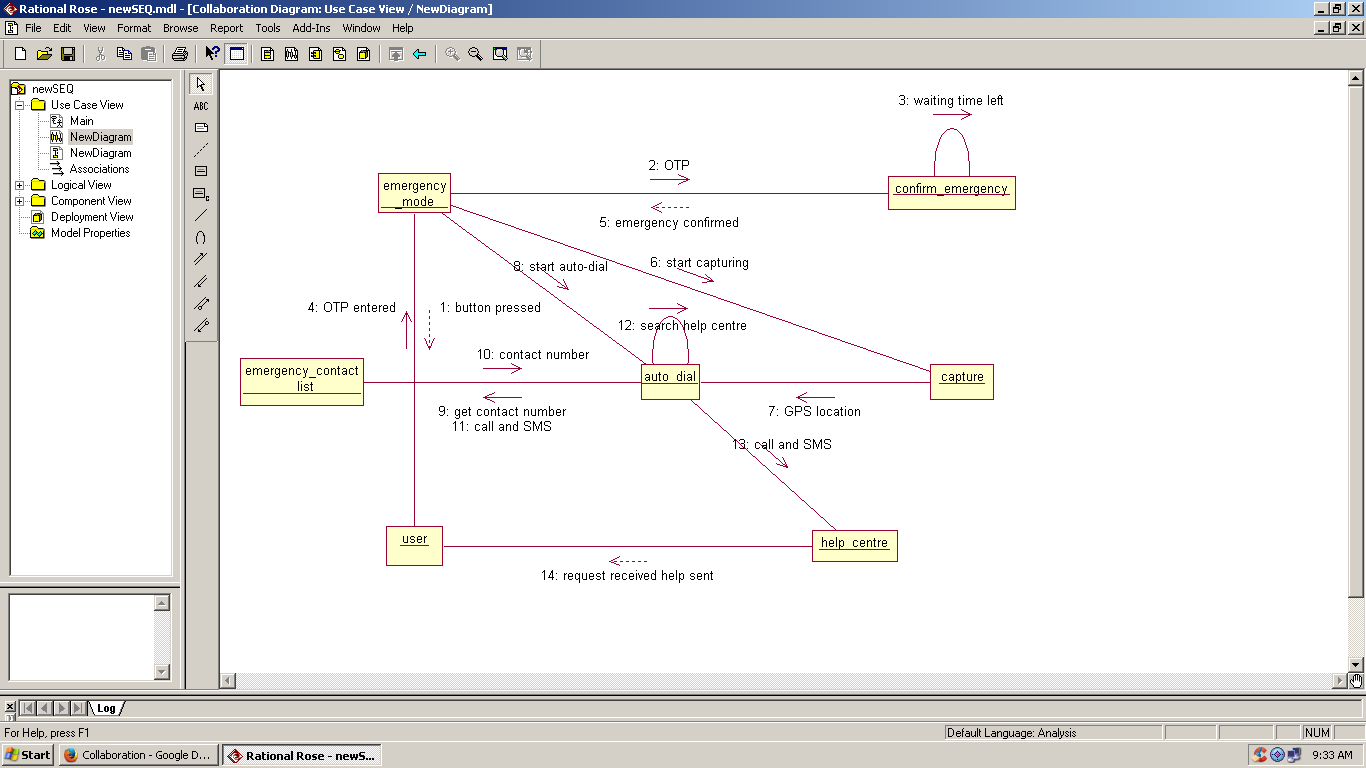 Rational Rose - newSEQ.mdl - [Collaboration Diagram: Use Case View / NewDiagram]
File Edit View Format Browse Report Tools Add-Ins Window Help
newSEQ
Use Case View
Main
NewDiagram
NewDiagram
Associations
Logical View
Component View
Deployment View
Model Properties
ABC
3: waiting time left
2: OTP
emergency
_mode
confirm_emergency
5: emergency confirmed
8: start auto-dial
6: start capturing
4: OTP entered
1: button pressed
12: search help centre
10: contact number
emergency_contact
list
auto_dial
capture
9: get contact number
11: call and SMS
7: GPS location
13: call and SMS
user
help_centre
14: request received help sent
Log
For Help, press F1
Default Language: Analysis
NUM
Start
Collaboration - Google D...
Rational Rose - newS...
9:33 AM